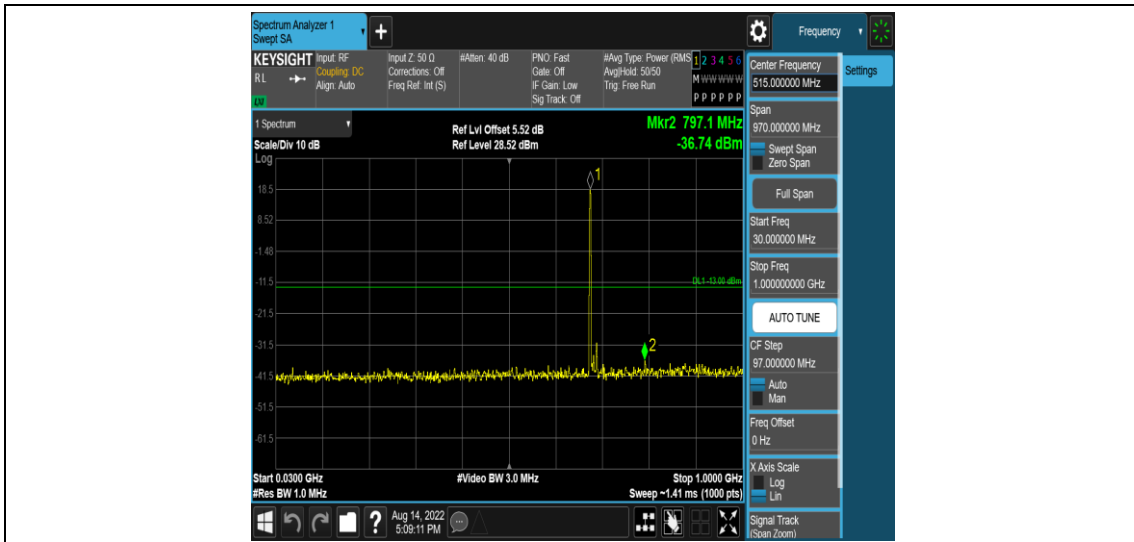 Spectrum Analyzer 1
Swept SA
+
Frequency
KEYSIGHT
RL
LXI
Input: RF
Coupling: DC
Align: Auto
Input Z: 50 Ω
Corrections: Off
Freq Ref: Int (S)
#Atten: 40 dB
PNO: Fast
Gate: Off
IF Gain: Low
Sig Track: Off
#Avg Type: Power (RMS
Avg|Hold: 50/50
Trig: Free Run
1 2 3 4 5 6
M W W W W W
P P P P P P
1 Spectrum
Scale/Div 10 dB
Log
Ref Lvl Offset 5.52 dB
Ref Level 28.52 dBm
Mkr2 797.1 MHz
-36.74 dBm
1
18.5
8.52
-1.48
-11.5
DL1 -13.00 dBm
-21.5
-31.5
2
-41.5
-51.5
-61.5
Start 0.0300 GHz
#Res BW 1.0 MHz
#Video BW 3.0 MHz
Stop 1.0000 GHz
Sweep ~1.41 ms (1000 pts)
?
Aug 14, 2022
5:09:11 PM
Center Frequency
515.000000 MHz
Settings
Span
970.000000 MHz
Swept Span
Zero Span
Full Span
Start Freq
30.000000 MHz
Stop Freq
1.000000000 GHz
AUTO TUNE
CF Step
97.000000 MHz
Auto
Man
Freq Offset
0 Hz
X Axis Scale
Log
Lin
Signal Track
(Span Zoom)